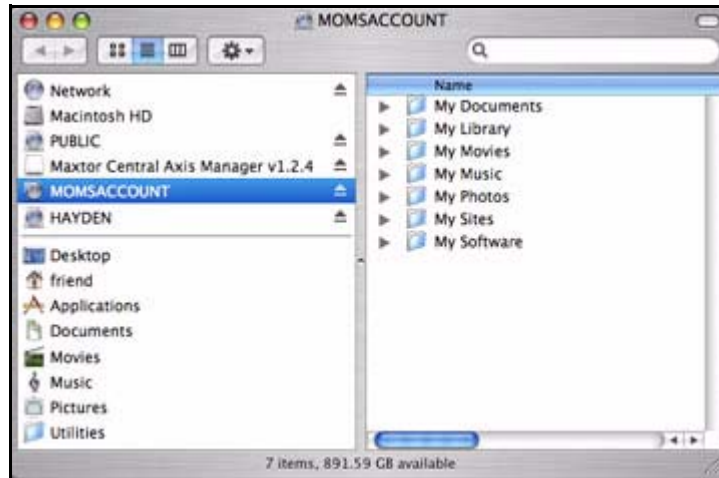 MOMSACCOUNT
Network
Macintosh HD
PUBLIC
Maxtor Central Axis Manager v1.2.4
MOMSACCOUNT
HAYDEN
Desktop
friend
Applications
Documents
Movies
Music
Pictures
Utilities
Name
My Documents
My Library
My Movies
My Music
My Photos
My Sites
My Software
7 items, 891.59 GB available